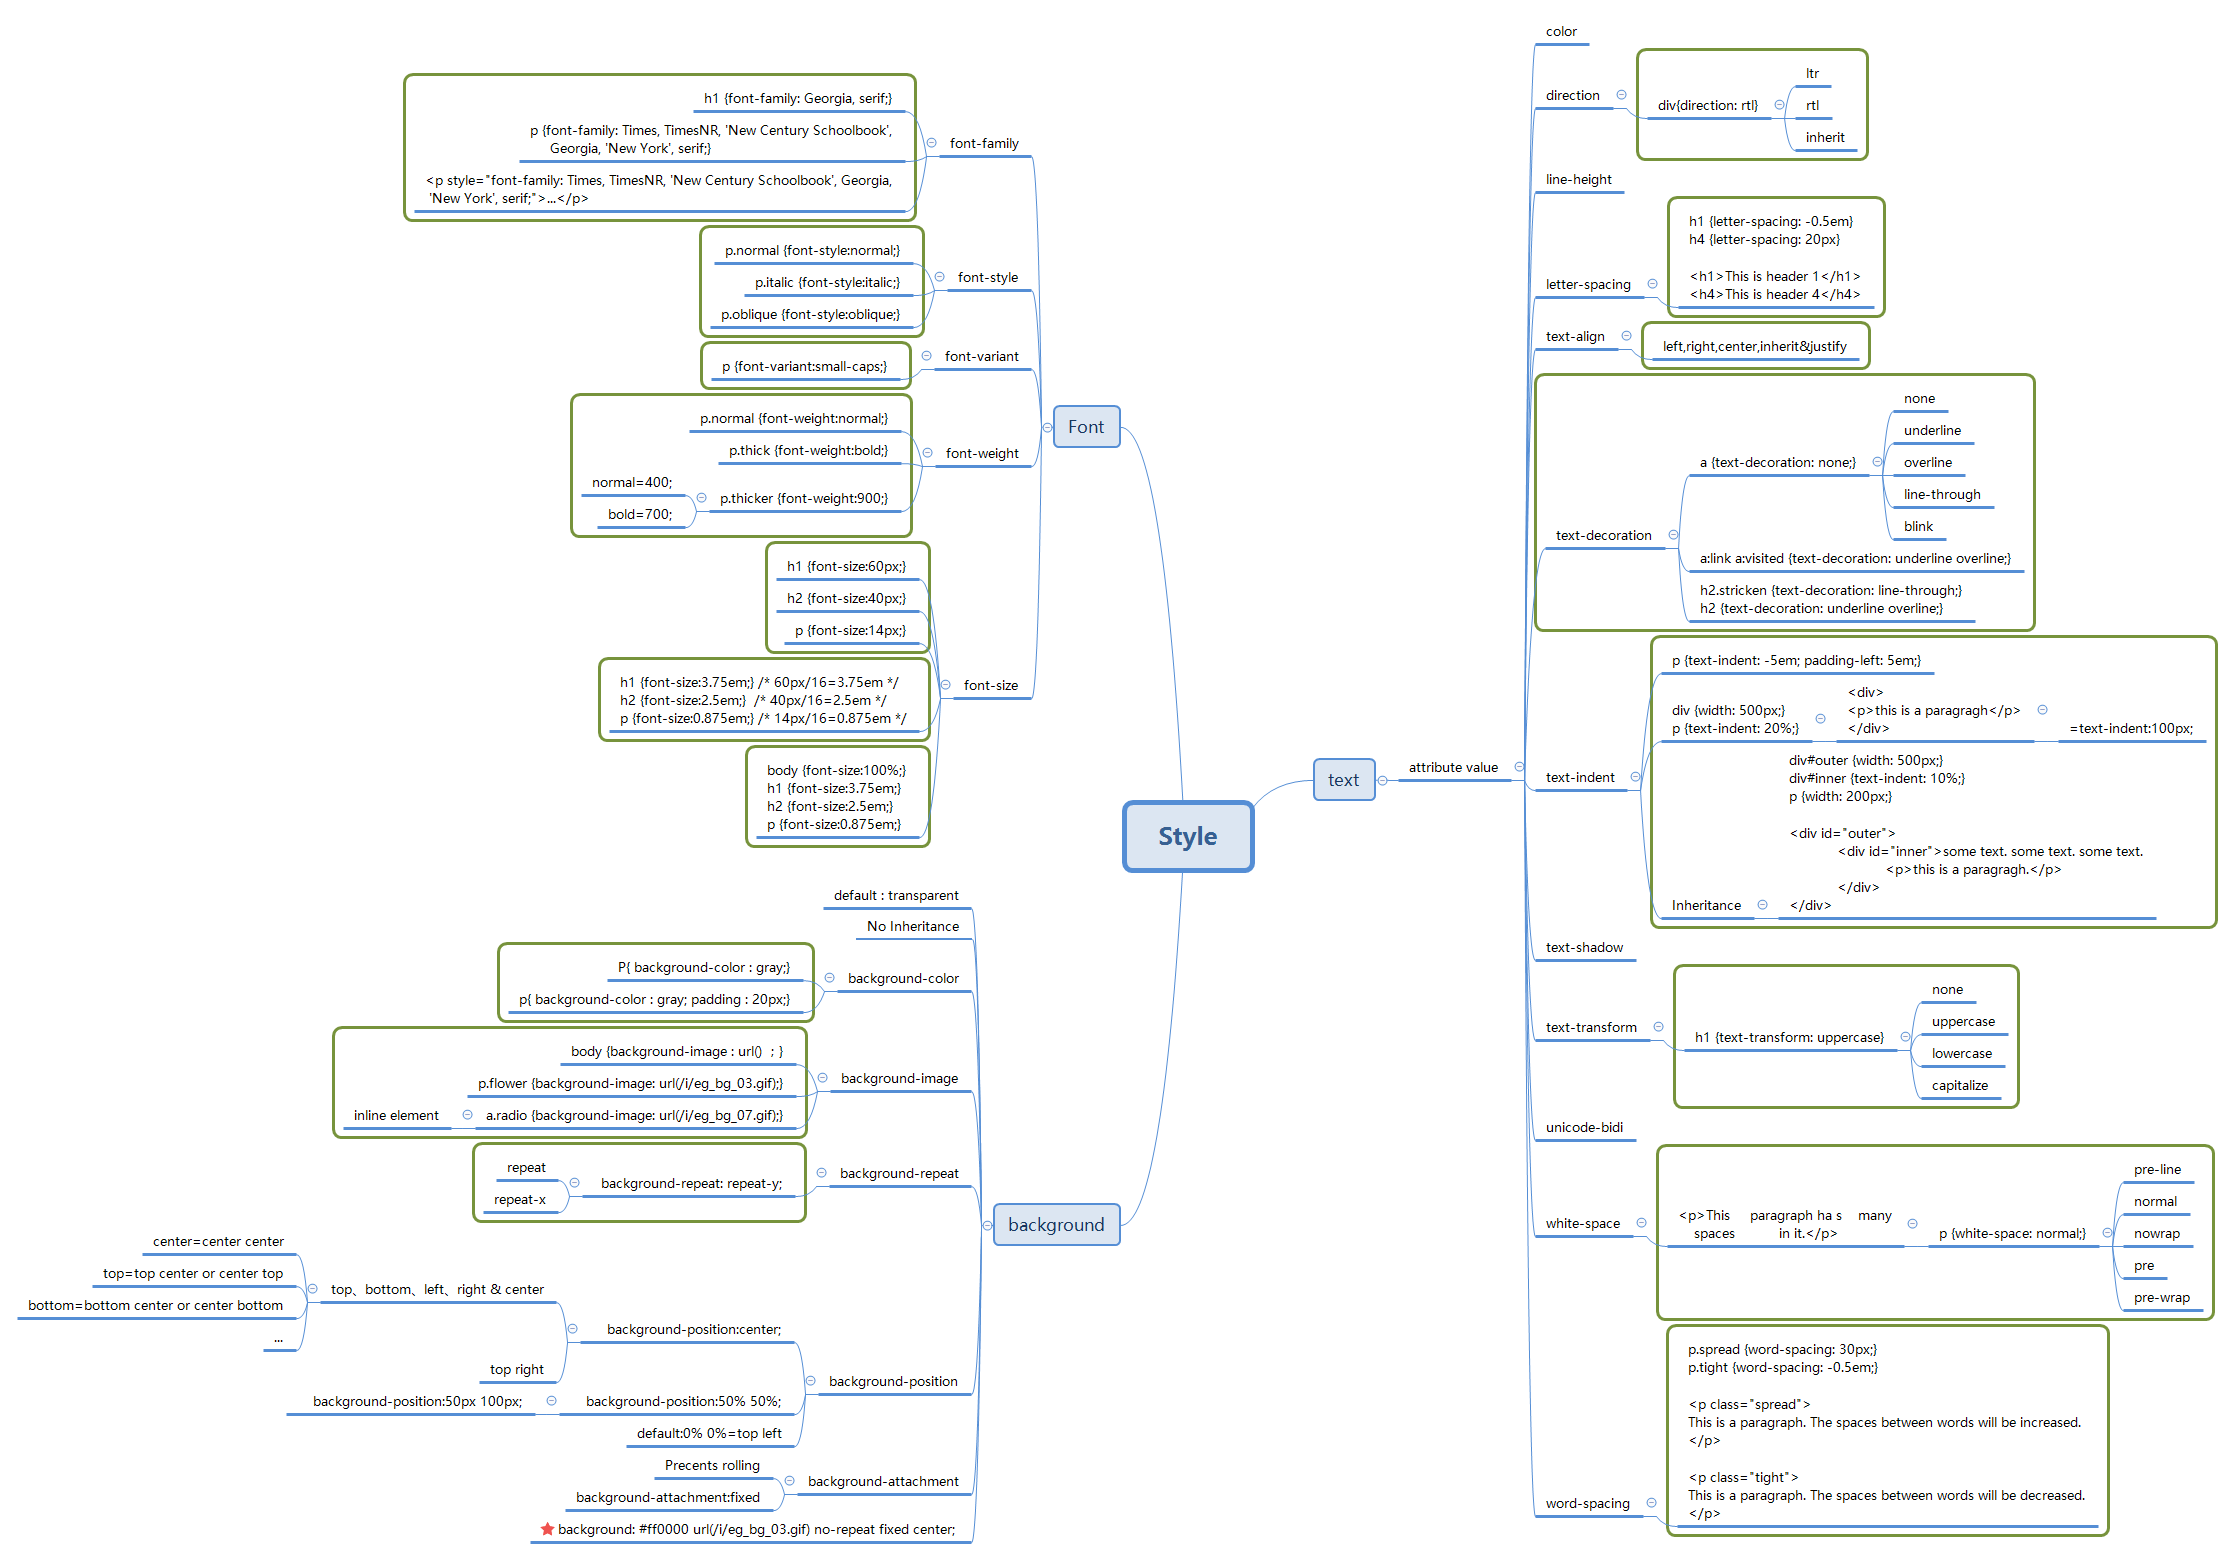 Style
Font
font-family
h1 {font-family: Georgia, serif;}
p {font-family: Times, TimesNR, 'New Century Schoolbook',
Georgia, 'New York', serif;}
<p style="font-family: Times, TimesNR, 'New Century Schoolbook', Georgia,
'New York', serif;">...</p>
font-style
p.normal {font-style:normal;}
p.italic {font-style:italic;}
p.oblique {font-style:oblique;}
font-variant
p {font-variant:small-caps;}
font-weight
p.normal {font-weight:normal;}
p.thick {font-weight:bold;}
p.thicker {font-weight:900;}
normal=400;
bold=700;
font-size
h1 {font-size:60px;}
h2 {font-size:40px;}
p {font-size:14px;}
h1 {font-size:3.75em;} /* 60px/16=3.75em */
h2 {font-size:2.5em;}  /* 40px/16=2.5em */
p {font-size:0.875em;} /* 14px/16=0.875em */
body {font-size:100%;}
h1 {font-size:3.75em;}
h2 {font-size:2.5em;}
p {font-size:0.875em;}
background
default : transparent
No Inheritance
background-color
P{ background-color : gray;}
p{ background-color : gray; padding : 20px;}
background-image
body {background-image : url()  ; }
p.flower {background-image: url(/i/eg_bg_03.gif);}
a.radio {background-image: url(/i/eg_bg_07.gif);}
inline element
background-repeat
background-repeat: repeat-y;
repeat
repeat-x
background-position
background-position:center;
top、bottom、left、right & center
center=center center
top=top center or center top
bottom=bottom center or center bottom
...
top right
background-position:50% 50%;
background-position:50px 100px;
default:0% 0%=top left
background-attachment
Precents rolling
background-attachment:fixed
background: #ff0000 url(/i/eg_bg_03.gif) no-repeat fixed center;
text
attribute value
color
direction
div{direction: rtl}
ltr
rtl
inherit
line-height
letter-spacing
h1 {letter-spacing: -0.5em}
h4 {letter-spacing: 20px}
<h1>This is header 1</h1>
<h4>This is header 4</h4>
text-align
left,right,center,inherit&justify
text-decoration
a {text-decoration: none;}
none
underline
overline
line-through
blink
a:link a:visited {text-decoration: underline overline;}
h2.stricken {text-decoration: line-through;}
h2 {text-decoration: underline overline;}
text-indent
p {text-indent: -5em; padding-left: 5em;}
div {width: 500px;}
p {text-indent: 20%;}
<div>
<p>this is a paragragh</p>
</div>
=text-indent:100px;
Inheritance
div#outer {width: 500px;}
div#inner {text-indent: 10%;}
p {width: 200px;}
<div id="outer">
<div id="inner">some text. some text. some text.
<p>this is a paragragh.</p>
</div>
</div>
text-shadow
text-transform
h1 {text-transform: uppercase}
none
uppercase
lowercase
capitalize
unicode-bidi
white-space
<p>This     paragraph ha s    many
spaces           in it.</p>
p {white-space: normal;}
pre-line
normal
nowrap
pre
pre-wrap
word-spacing
p.spread {word-spacing: 30px;}
p.tight {word-spacing: -0.5em;}
<p class="spread">
This is a paragraph. The spaces between words will be increased.
</p>
<p class="tight">
This is a paragraph. The spaces between words will be decreased.
</p>